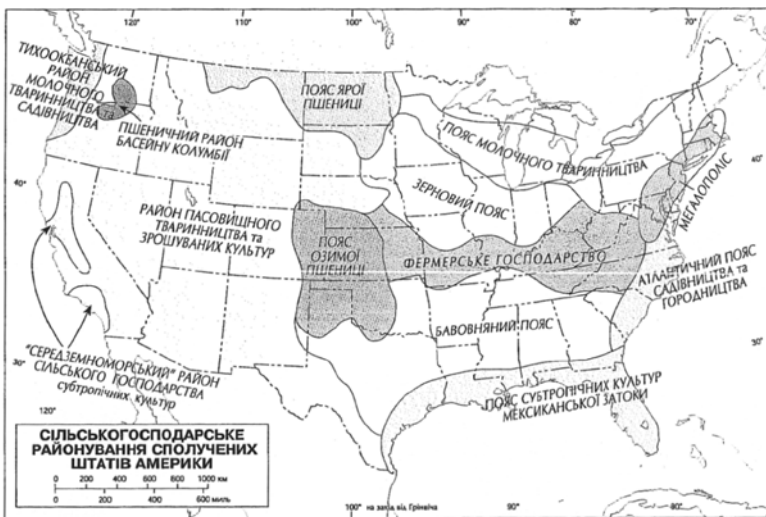 110°
100°
90°
80°
70°
ТИХООКЕАНСЬКИЙ
РАЙОН
МОЛОЧНОГО
ТВАРИННИЦТВА та
САДІВНИЦТВА
ПШЕНИЧНИЙ РАЙОН
БАСЕЙНУ КОЛУМБІЇ
ПОЯС ЯРОЇ
ПШЕНИЦІ
ПОЯС МОЛОЧНОГО ТВАРИННИЦТВА
МЕГАЛОПОЛІС
40°
40°
ЗЕРНОВИЙ ПОЯС
РАЙОН ПАСОВИЩНОГО
ТВАРИННИЦТВА та
ЗРОШУВАНИХ КУЛЬТУР
ПОЯС
ОЗИМОЇ
ПШЕНИЦІ
ФЕРМЕРСЬКЕ ГОСПОДАРСТВО
АТЛАНТИЧНИЙ ПОЯС
САДІВНИЦТВА та
ГОРОДНИЦТВА
БАВОВНЯНИЙ ПОЯС
30°
30°
"СЕРЕДЗЕМНОМОРСЬКИЙ" РАЙОН
СІЛЬСЬКОГО ГОСПОДАРСТВА
субтропічних культур
ПОЯС СУБТРОПІЧНИХ КУЛЬТУР
МЕКСИКАНСЬКОЇ ЗАТОКИ
120°
СІЛЬСЬКОГОСПОДАРСЬКЕ
РАЙОНУВАННЯ СПОЛУЧЕНИХ
ШТАТІВ АМЕРИКИ
0 200 400 600 800 1000 км
0 200 400 600 миль
100° на захід від Грінвіча
90°
80°